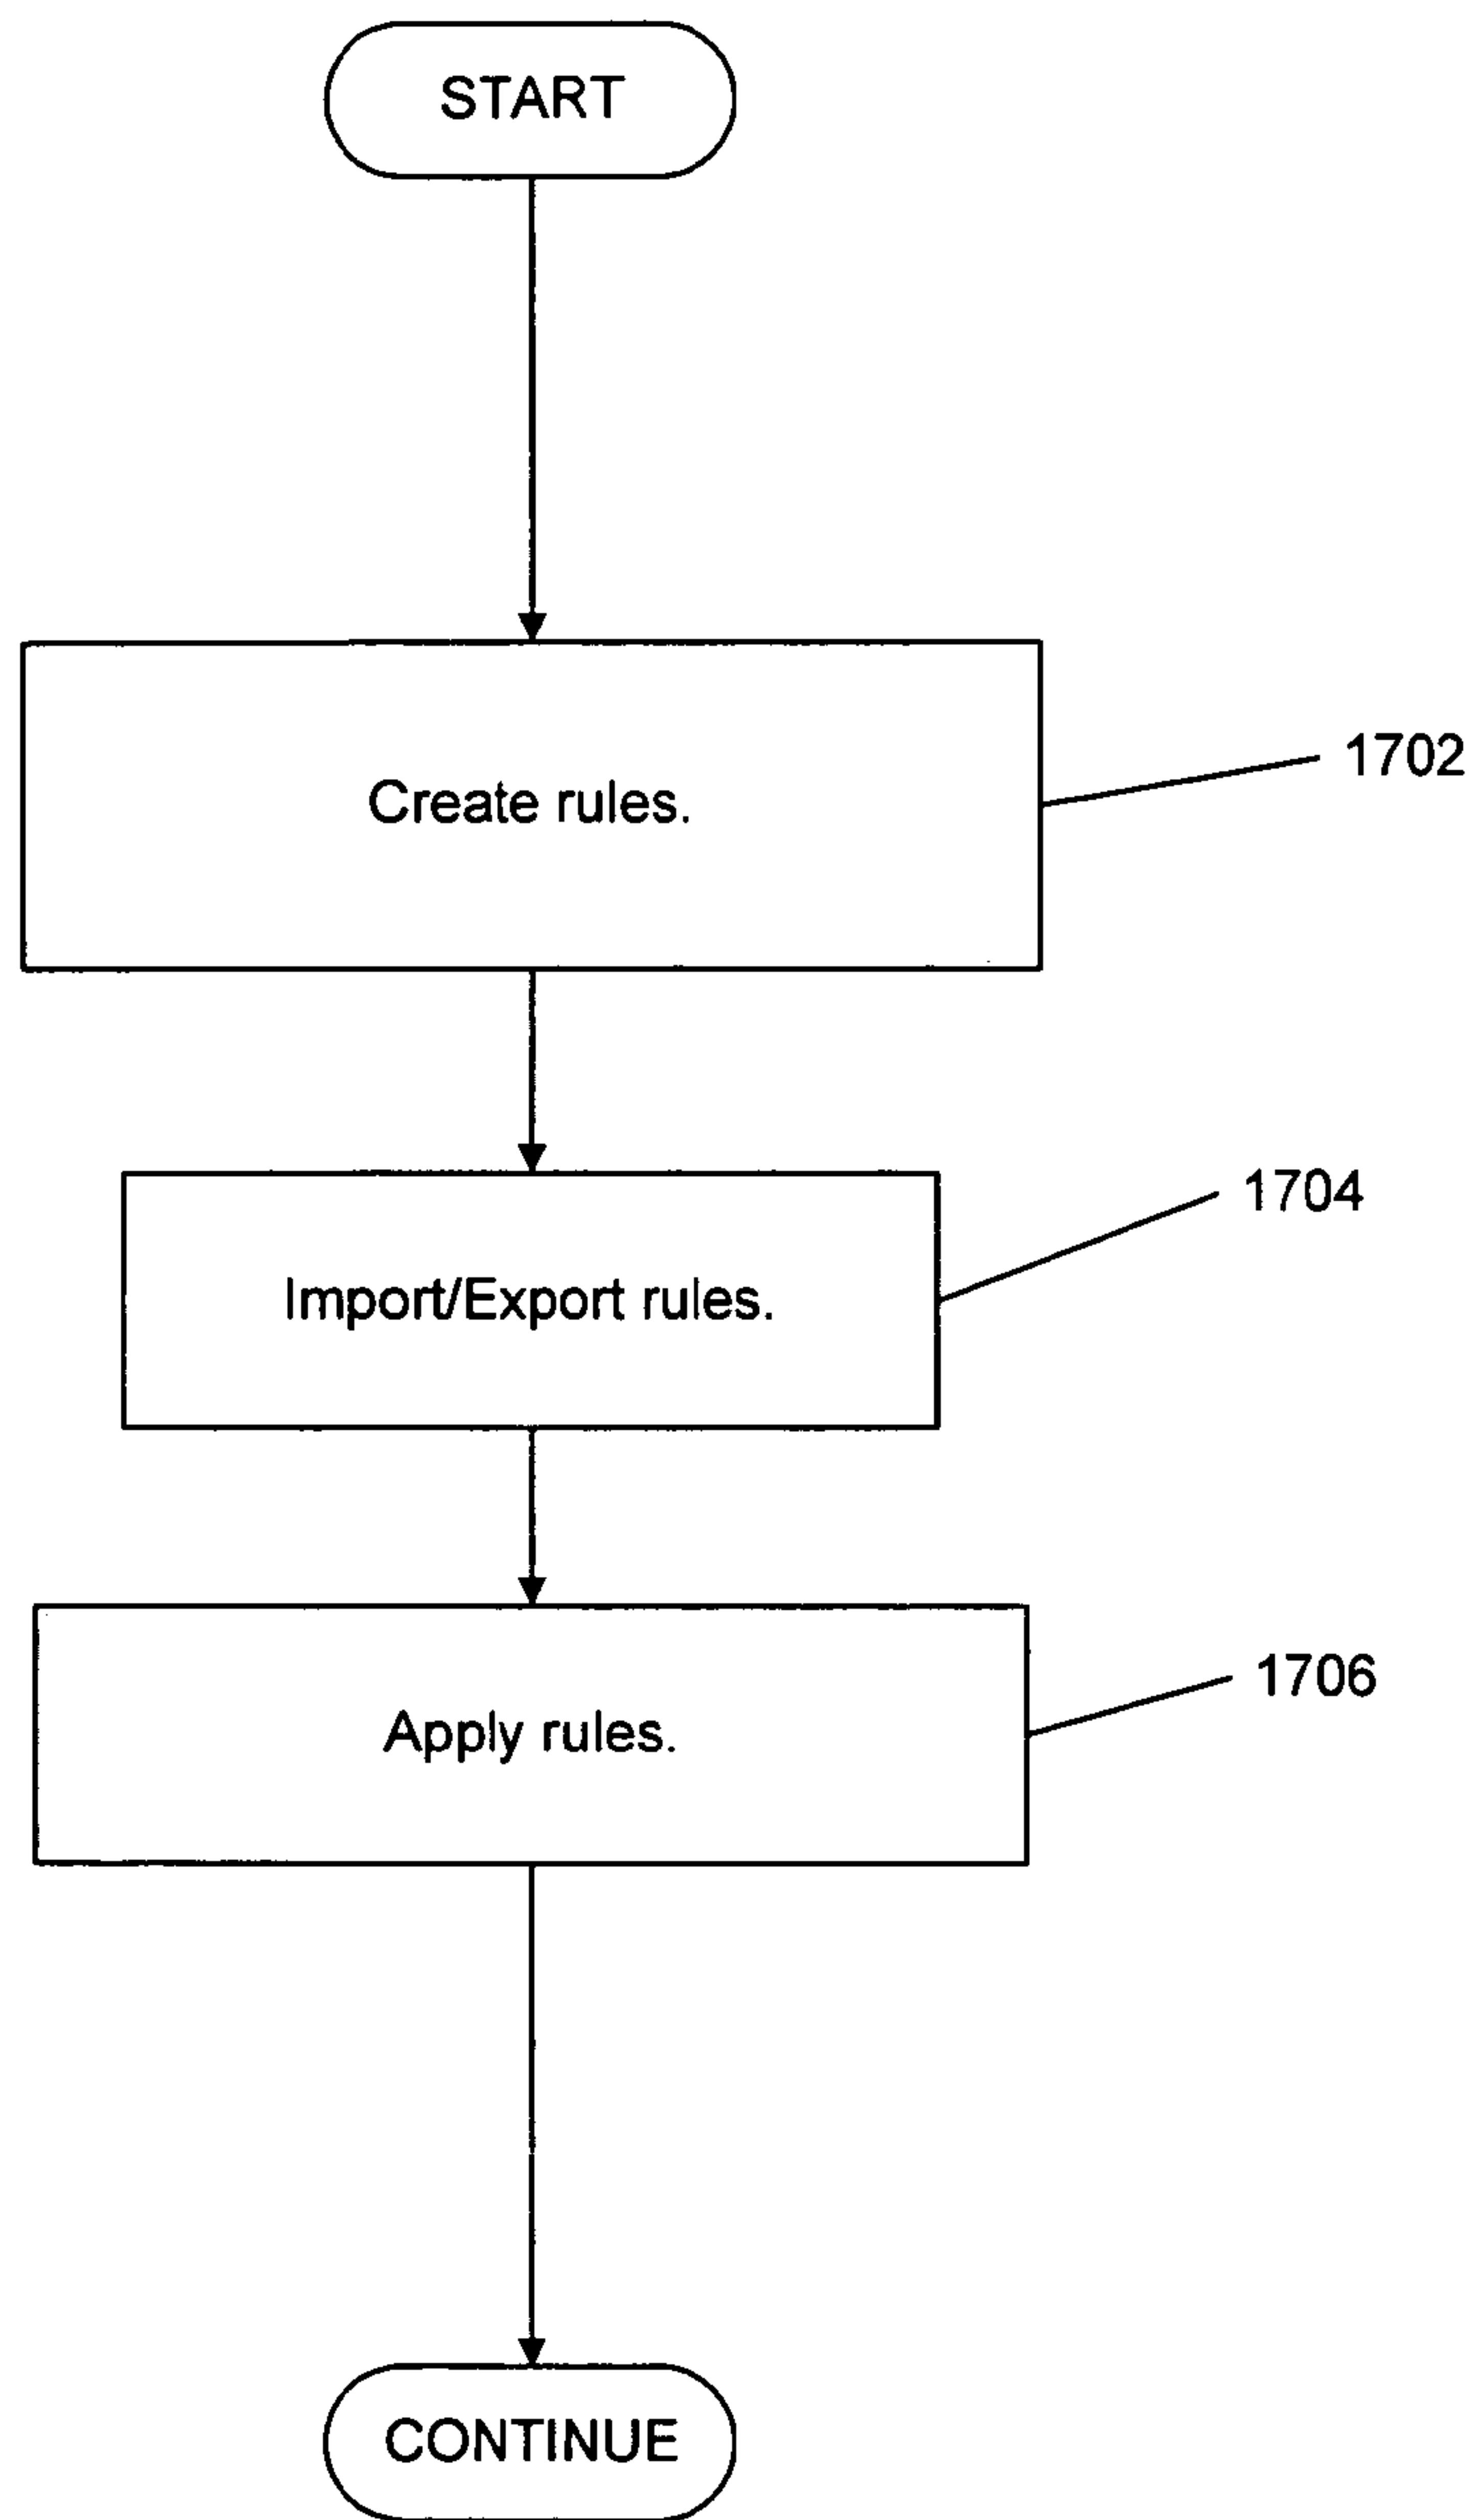 START
Create rules.
1702
Import/Export rules.
1704
Apply rules.
1706
CONTINUE